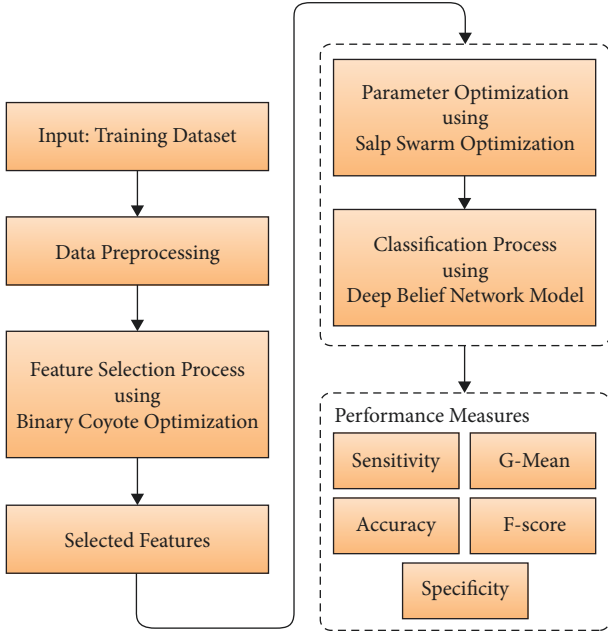 Input: Training Dataset
Data Preprocessing
Feature Selection Process
using
Binary Coyote Optimization
Selected Features
Parameter Optimization
using
Salp Swarm Optimization
Classification Process
using
Deep Belief Network Model
Performance Measures
Sensitivity
G-Mean
Accuracy
F-score
Specificity